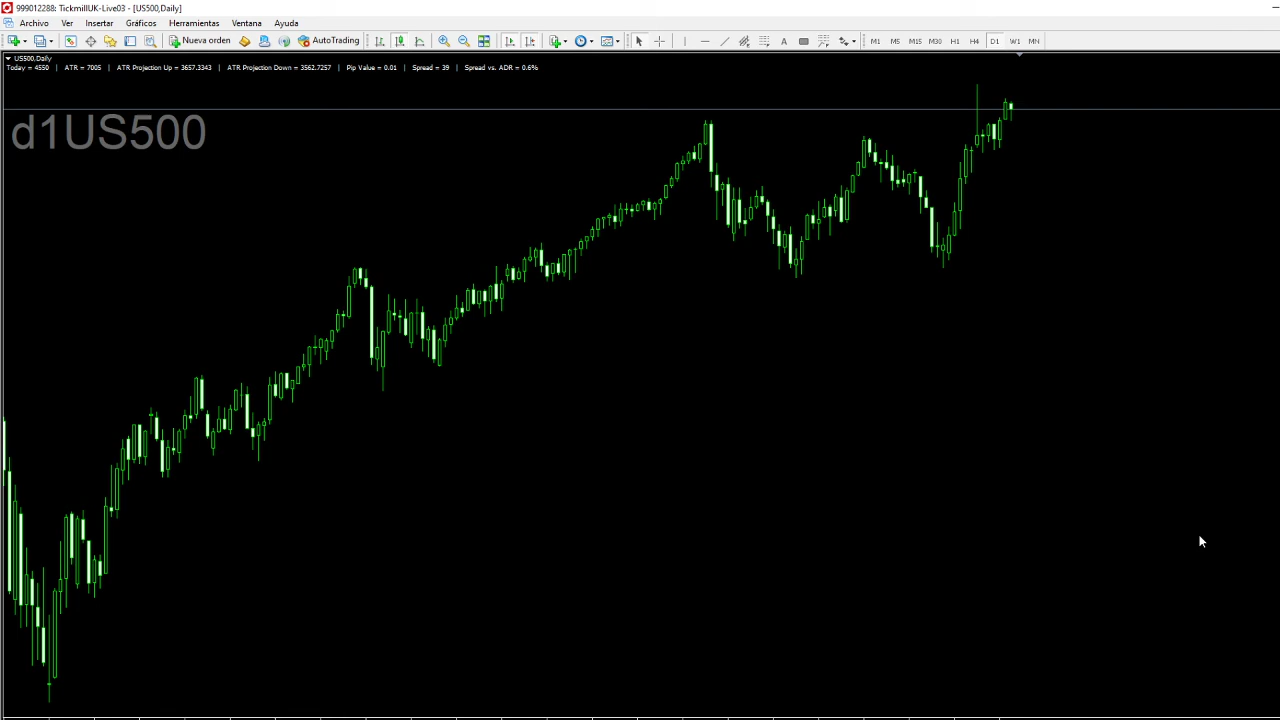 999012288: TickmillUK-Live03 - [US500,Daily]
Archivo Ver Insertar Gráficos Herramientas Ventana Ayuda
Nueva orden AutoTrading A M1 M5 M15 M30 H1 H4 D1 W1 MN
US500,Daily
Today = 4550 | ATR = 7005 | ATR Projection Up = 3657.3343 | ATR Projection Down = 3562.7257 | Pip Value = 0.01 | Spread = 39 | Spread vs. ADR = 0.6%
d1US500